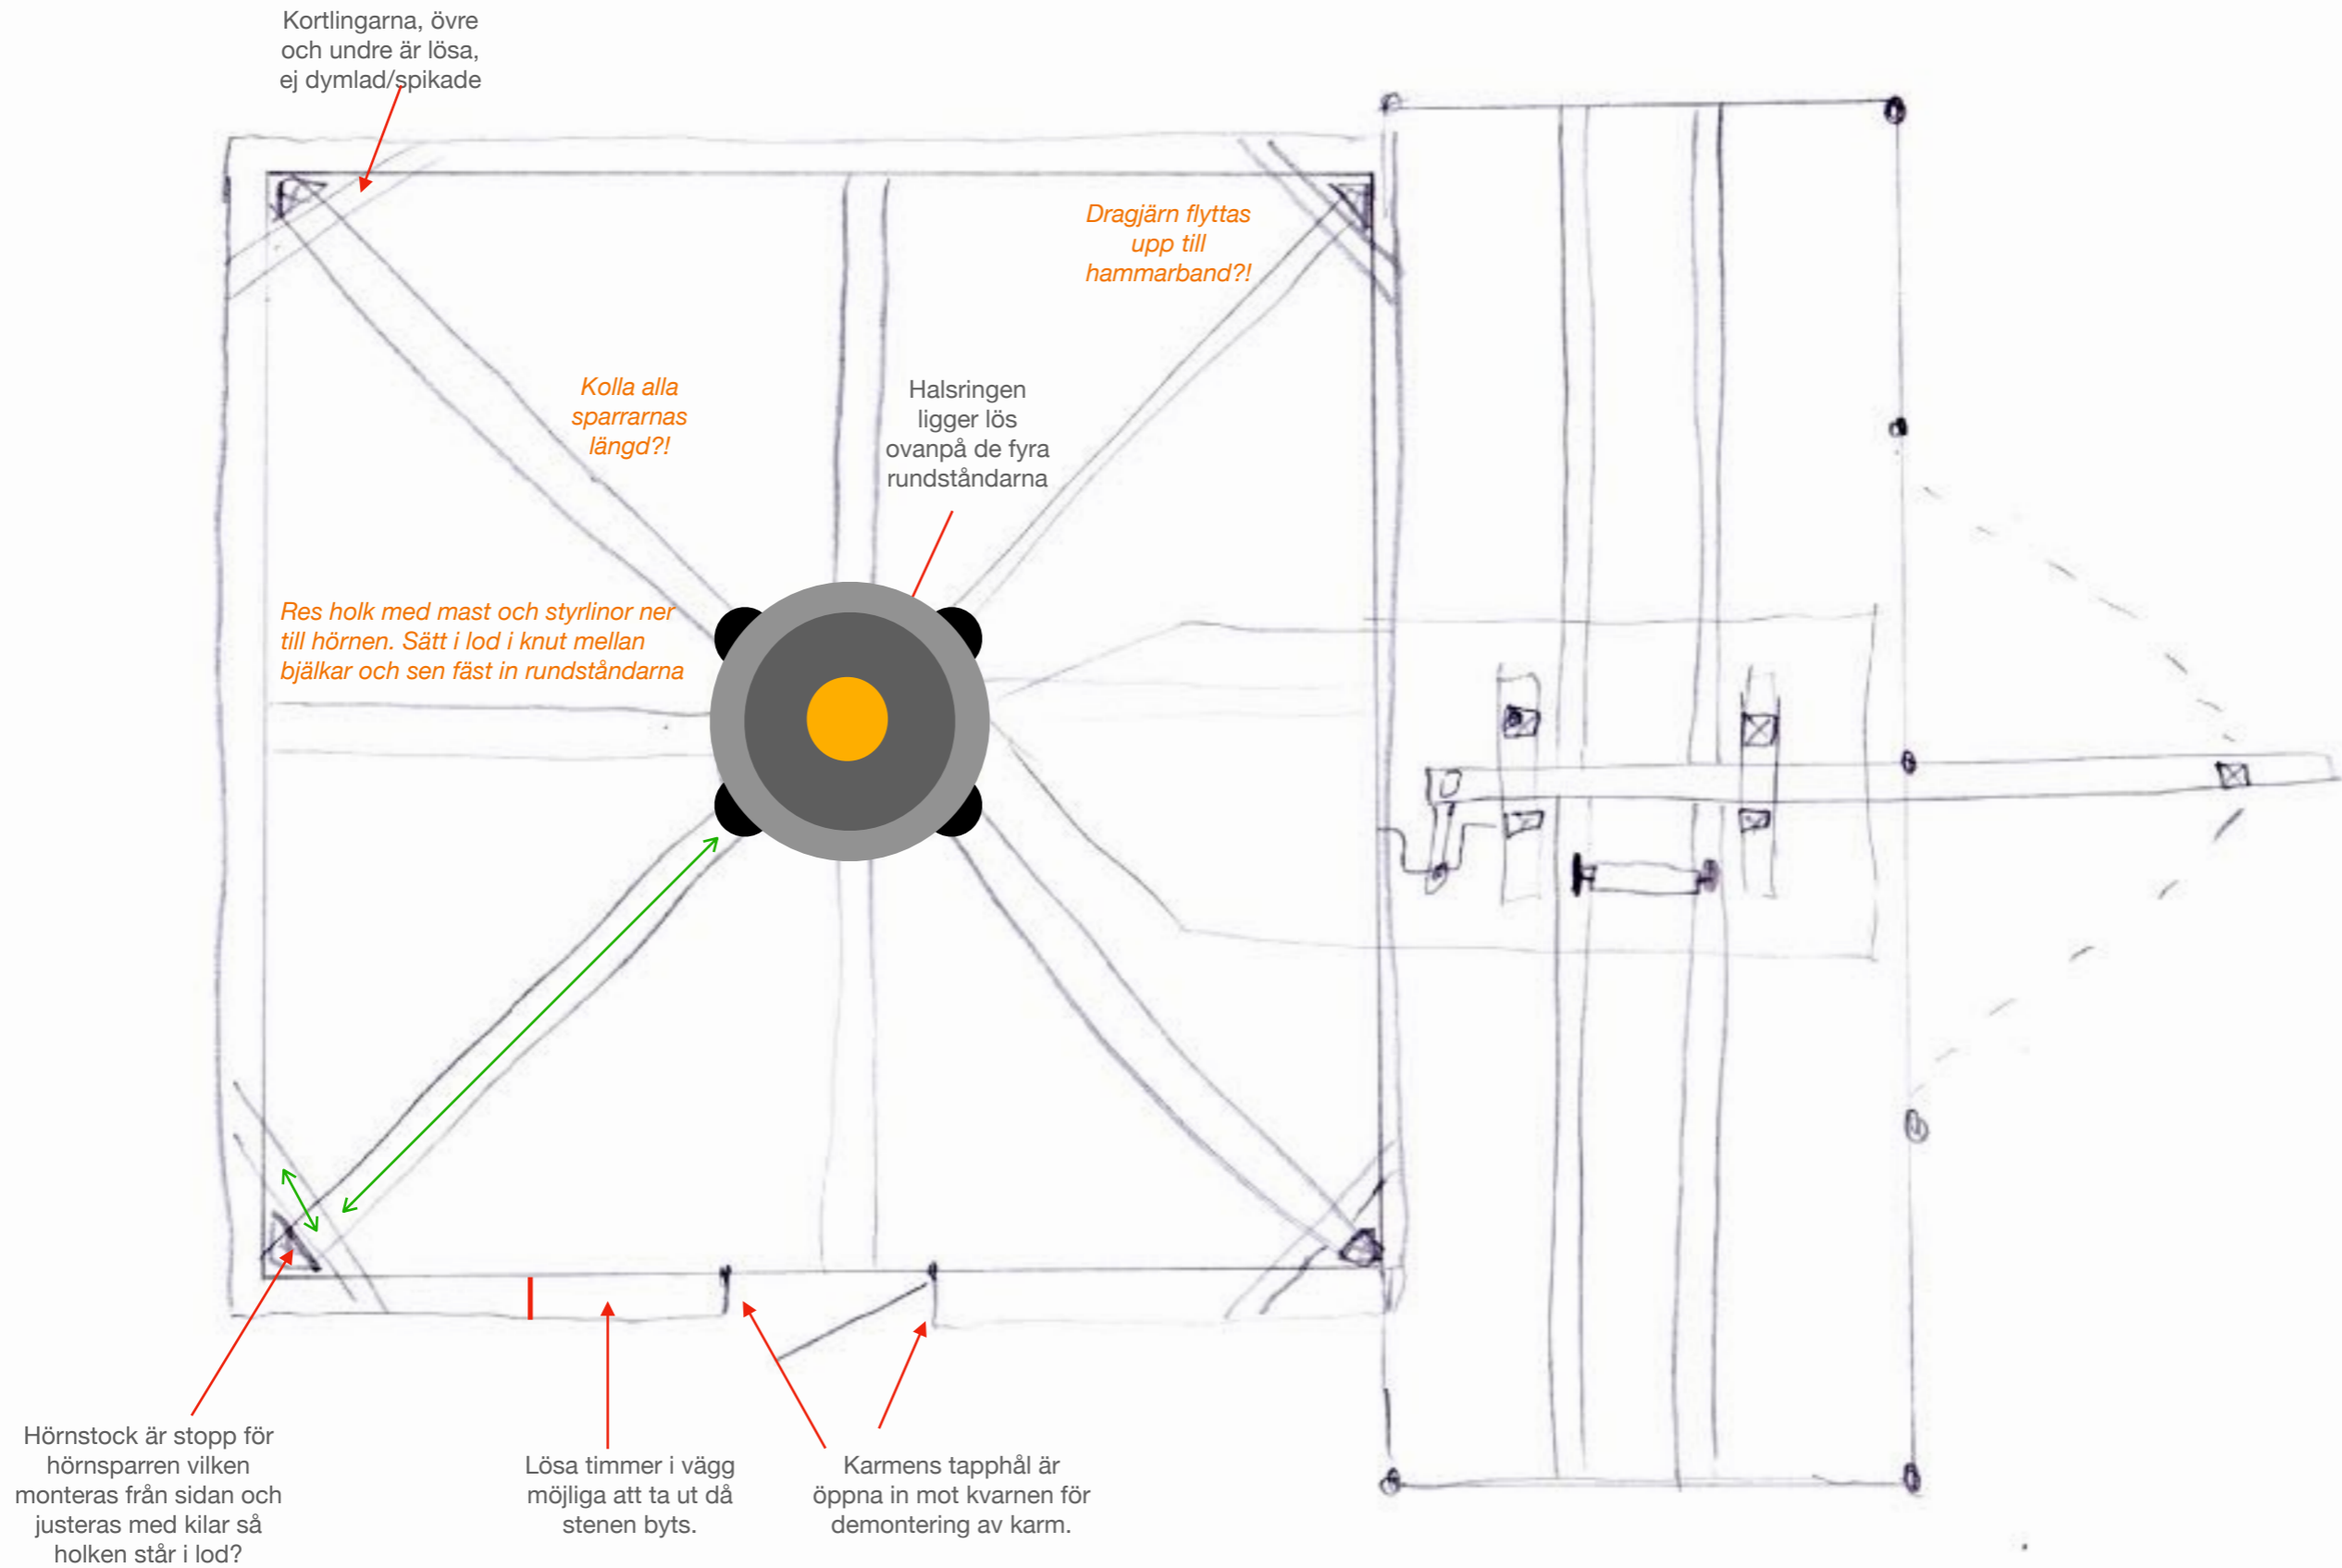 Kortlingarna, övre
och undre är lösa,
ej dymlad/spikade
Dragjärn flyttas
upp till
hammarband?!
Kolla alla
sparrarnas
längd?!
Halsringen
ligger lös
ovanpå de fyra
rundståndarna
Res holk med mast och styrlinor ner
till hörnen. Sätt i lod i knut mellan
bjälkar och sen fäst in rundståndarna
Hörnstock är stopp för
hörnsparren vilken
monteras från sidan och
justeras med kilar så
holken står i lod?
Lösa timmer i vägg
möjliga att ta ut då
stenen byts.
Karmens tapphål är
öppna in mot kvarnen för
demontering av karm.